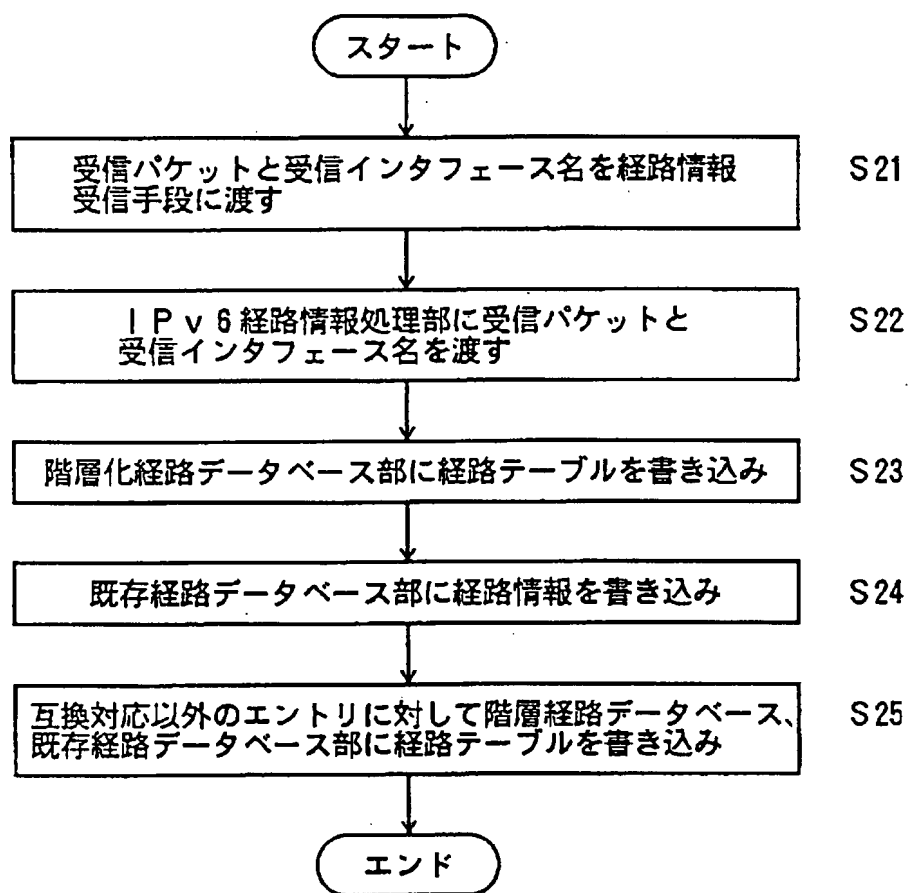 スタート
受信パケットと受信インタフェース名を経路情報
受信手段に渡す
S21
IPv6経路情報処理部に受信パケットと
受信インタフェース名を渡す
S22
階層化経路データベース部に経路テーブルを書き込み
S23
既存経路データベース部に経路情報を書き込み
S24
互換対応以外のエントリに対して階層経路データベース、
既存経路データベース部に経路テーブルを書き込み
S25
エンド